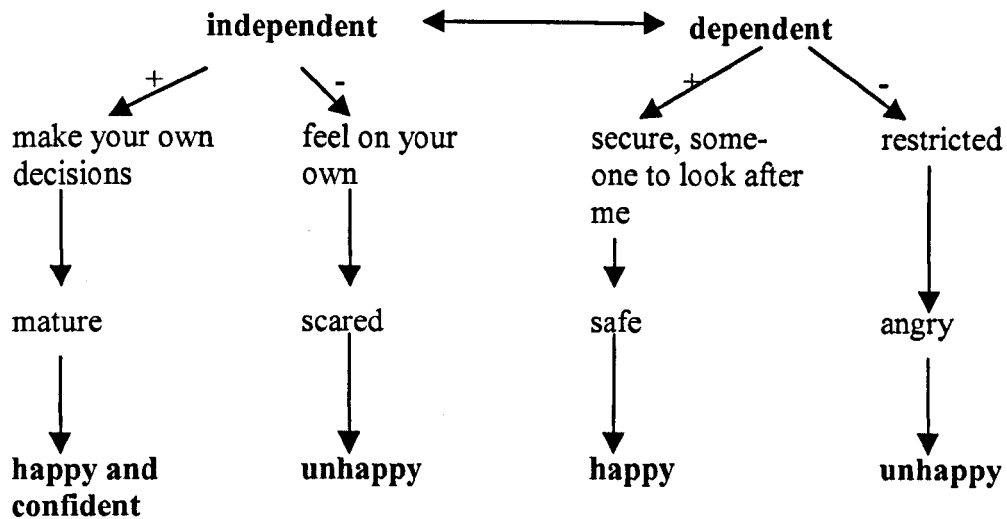 independent dependent
+ - + -
make your own feel on your secure, some- restricted
decisions own one to look after
me
mature scared safe angry
happy and unhappy happy unhappy
confident